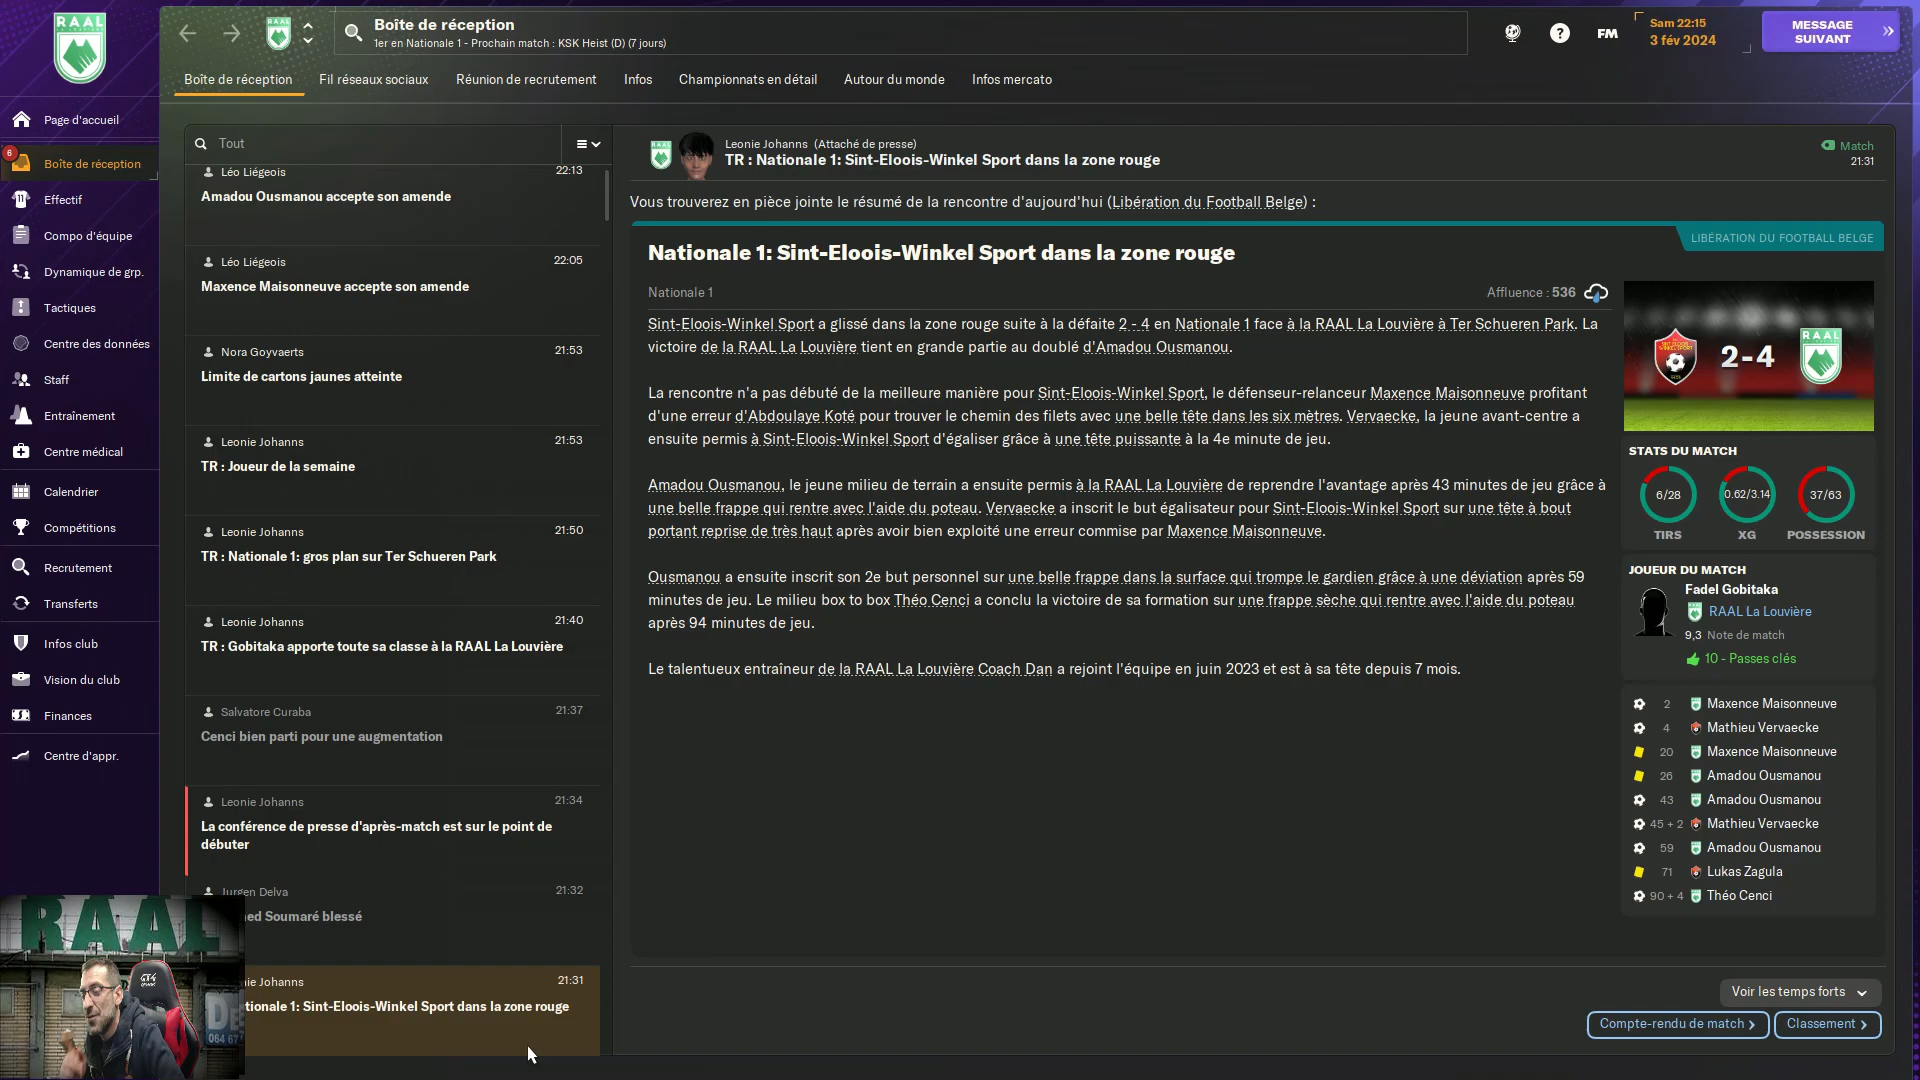 RAAL
Boîte de réception
1er en Nationale 1 - Prochain match : KSK Heist (D) (7 jours)
FM
Sam 22:15
3 fév 2024
MESSAGE
SUIVANT
Boîte de réception
Fil réseaux sociaux
Réunion de recrutement
Infos
Championnats en détail
Autour du monde
Infos mercato
Page d'accueil
6
Boîte de réception
Effectif
Compo d'équipe
Dynamique de grp.
Tactiques
Centre des données
Staff
Entraînement
Centre médical
Calendrier
Compétitions
Recrutement
Transferts
Infos club
Vision du club
Finances
Centre d'appr.
Tout
Léo Liégeois 22:13
Amadou Ousmanou accepte son amende
Léo Liégeois 22:05
Maxence Maisonneuve accepte son amende
Nora Goyvaerts 21:53
Limite de cartons jaunes atteinte
Leonie Johanns 21:53
TR : Joueur de la semaine
Leonie Johanns 21:50
TR : Nationale 1: gros plan sur Ter Schueren Park
Leonie Johanns 21:40
TR : Gobitaka apporte toute sa classe à la RAAL La Louvière
Salvatore Curaba 21:37
Cenci bien parti pour une augmentation
Leonie Johanns 21:34
La conférence de presse d'après-match est sur le point de
débuter
Jurgen Delva 21:32
ed Soumaré blessé
nie Johanns 21:31
tionale 1: Sint-Eloois-Winkel Sport dans la zone rouge
RAAL
064 67
Leonie Johanns (Attaché de presse)
TR : Nationale 1: Sint-Eloois-Winkel Sport dans la zone rouge
Match
21:31
Vous trouverez en pièce jointe le résumé de la rencontre d'aujourd'hui (Libération du Football Belge) :
LIBÉRATION DU FOOTBALL BELGE
Nationale 1: Sint-Eloois-Winkel Sport dans la zone rouge
Nationale 1
Affluence : 536
Sint-Eloois-Winkel Sport a glissé dans la zone rouge suite à la défaite 2 - 4 en Nationale 1 face à la RAAL La Louvière à Ter Schueren Park. La
victoire de la RAAL La Louvière tient en grande partie au doublé d'Amadou Ousmanou.
La rencontre n'a pas débuté de la meilleure manière pour Sint-Eloois-Winkel Sport, le défenseur-relanceur Maxence Maisonneuve profitant
d'une erreur d'Abdoulaye Koté pour trouver le chemin des filets avec une belle tête dans les six mètres. Vervaecke, la jeune avant-centre a
ensuite permis à Sint-Eloois-Winkel Sport d'égaliser grâce à une tête puissante à la 4e minute de jeu.
Amadou Ousmanou, le jeune milieu de terrain a ensuite permis à la RAAL La Louvière de reprendre l'avantage après 43 minutes de jeu grâce à
une belle frappe qui rentre avec l'aide du poteau. Vervaecke a inscrit le but égalisateur pour Sint-Eloois-Winkel Sport sur une tête à bout
portant reprise de très haut après avoir bien exploité une erreur commise par Maxence Maisonneuve.
Ousmanou a ensuite inscrit son 2e but personnel sur une belle frappe dans la surface qui trompe le gardien grâce à une déviation après 59
minutes de jeu. Le milieu box to box Théo Cenci a conclu la victoire de sa formation sur une frappe sèche qui rentre avec l'aide du poteau
après 94 minutes de jeu.
Le talentueux entraîneur de la RAAL La Louvière Coach Dan a rejoint l'équipe en juin 2023 et est à sa tête depuis 7 mois.
2-4
STATS DU MATCH
6/28
0.62/3.14
37/63
TIRS
XG
POSSESSION
JOUEUR DU MATCH
Fadel Gobitaka
RAAL La Louvière
9,3 Note de match
10 - Passes clés
2 Maxence Maisonneuve
4 Mathieu Vervaecke
20 Maxence Maisonneuve
26 Amadou Ousmanou
43 Amadou Ousmanou
45 + 2 Mathieu Vervaecke
59 Amadou Ousmanou
71 Lukas Zagula
90 + 4 Théo Cenci
Voir les temps forts
Compte-rendu de match
Classement